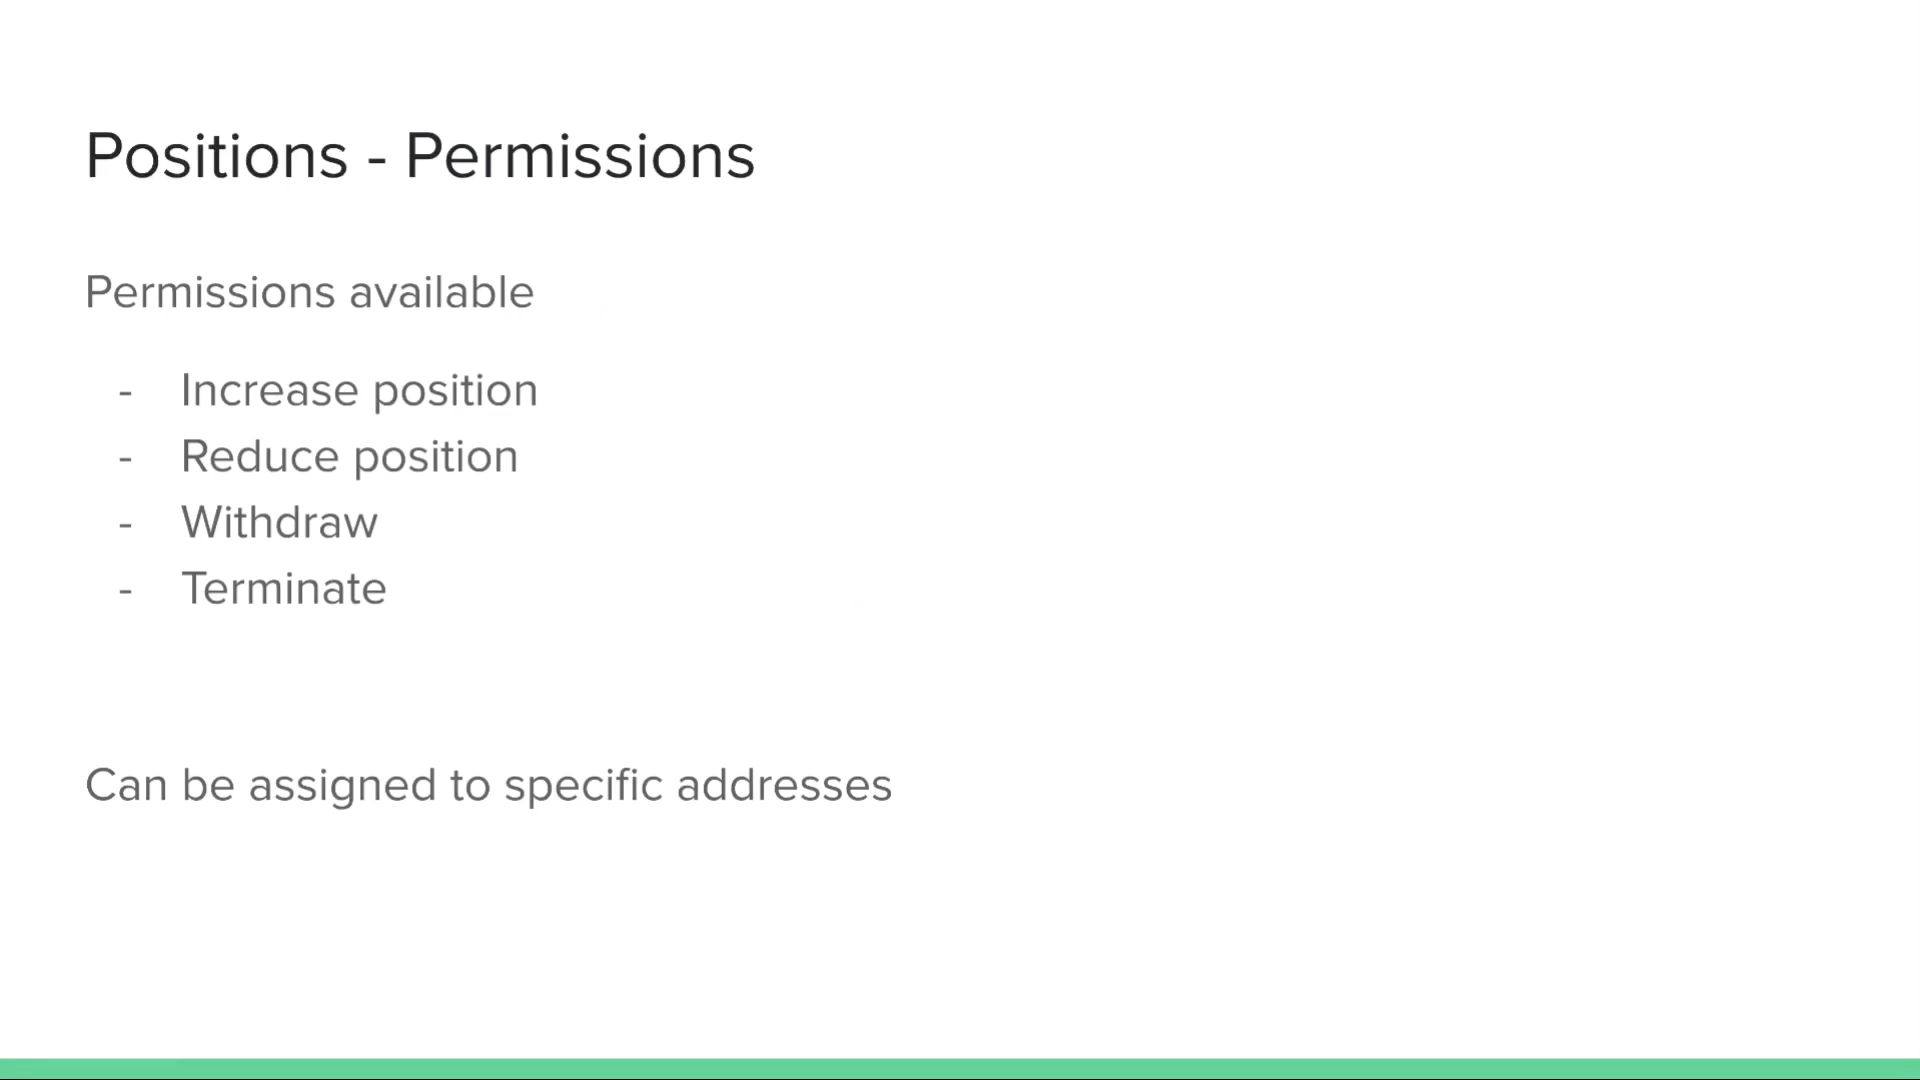 Positions - Permissions
Permissions available
- Increase position
- Reduce position
- Withdraw
- Terminate
Can be assigned to specific addresses